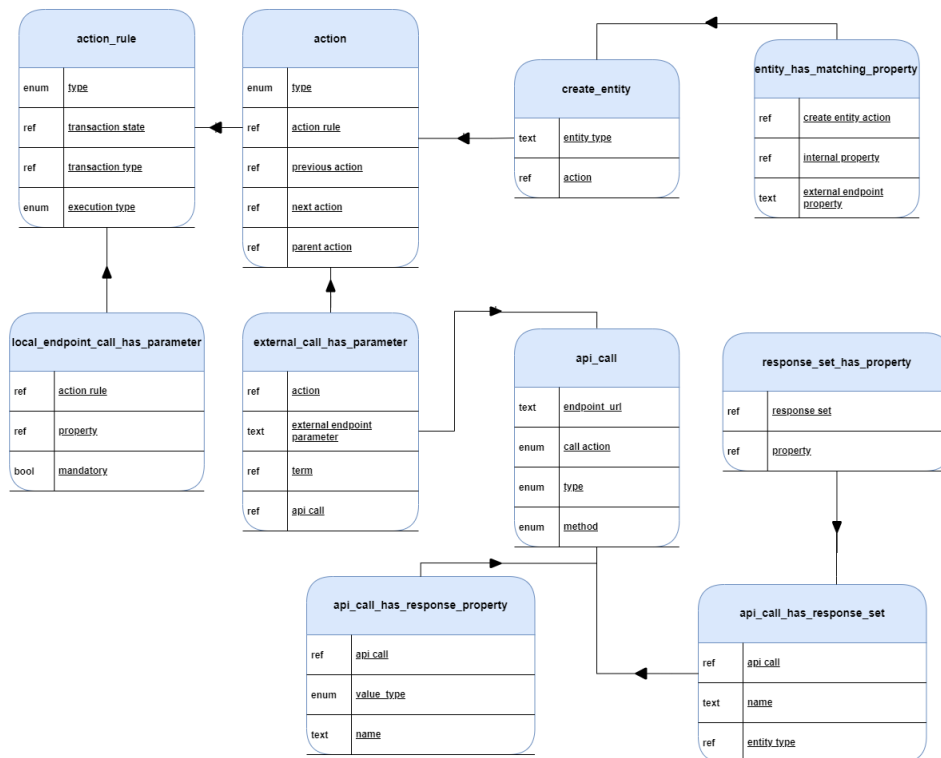 action_rule
enum type
ref transaction state
ref transaction type
enum execution type
action
enum type
ref action rule
ref previous action
ref next action
ref parent action
create_entity
text entity type
ref action
entity_has_matching_property
ref create entity action
ref internal property
text external endpoint
property
local_endpoint_call_has_parameter
ref action rule
ref property
bool mandatory
external_call_has_parameter
ref action
text external endpoint
parameter
ref term
ref api call
api_call
text endpoint_url
enum call action
enum type
enum method
response_set_has_property
ref response set
ref property
api_call_has_response_property
ref api call
enum value_type
text name
api_call_has_response_set
ref api call
text name
ref entity type